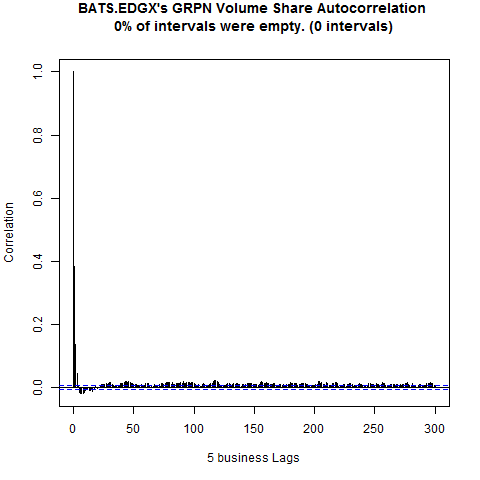 BATS.EDGX's GRPN Volume Share Autocorrelation
0% of intervals were empty. (0 intervals)
Correlation
1.0
0.8
0.6
0.4
0.2
0.0
0 50 100 150 200 250 300
5 business Lags